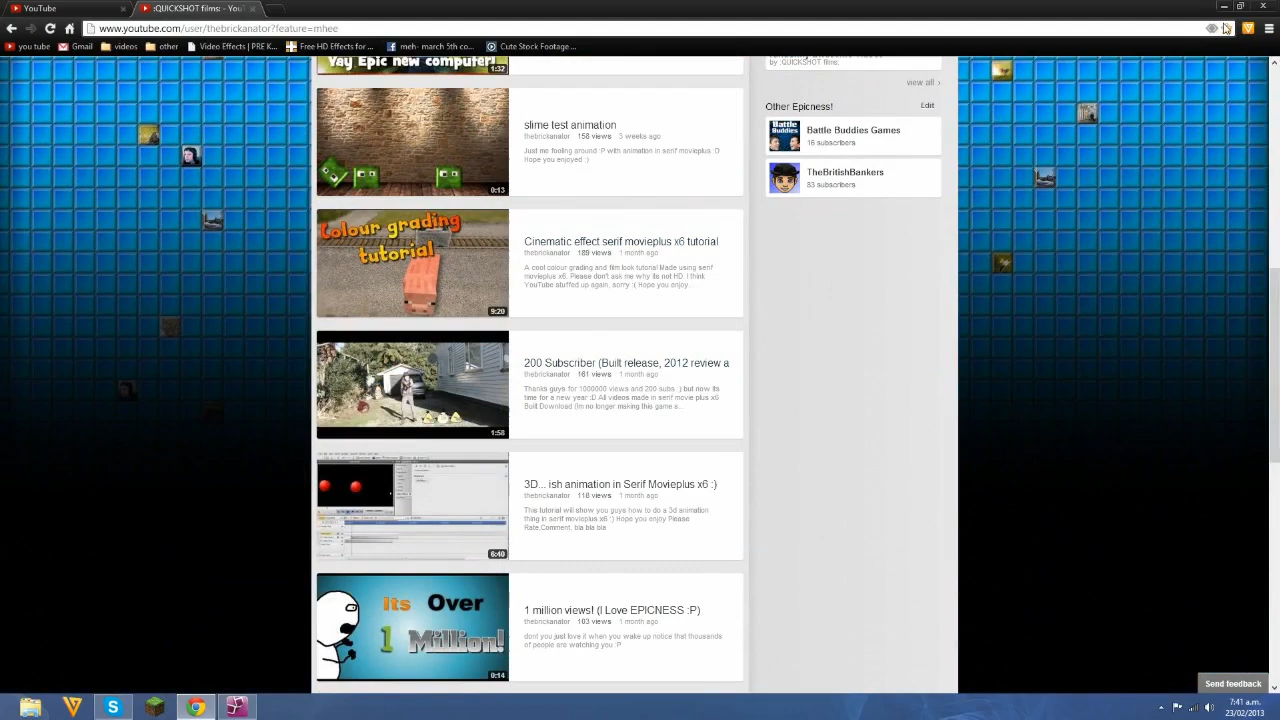 YouTube
:QUICKSHOT films: - You
www.youtube.com/user/thebrickanator?feature=mhee
you tube
Gmail
videos
other
Video Effects | PRE K...
Free HD Effects for ...
meh- march 5th co...
Cute Stock Footage...
Yay Epic new computer!
1:32
slime test animation
thebrickanator 158 views 3 weeks ago
Just me fooling around :P with animation in serif movieplus :D
Hope you enjoyed :)
0:13
Colour grading
tutorial
9:20
Cinematic effect serif movieplus x6 tutorial
thebrickanator 189 views 1 month ago
A cool colour grading and film look tutorial Made using serif
movieplus x6. Please don't ask me why its not HD. I think
YouTube stuffed up again, sorry :( Hope you enjoy...
200 Subscriber (Built release, 2012 review a
thebrickanator 161 views 1 month ago
Thanks guys for 1000000 views and 200 subs :) but now its
time for a new year :D All videos made in serif movie plus x6
Built Download (Im no longer making this game s...
1:58
3D... ish animation in Serif Movieplus x6 :)
thebrickanator 118 views 1 month ago
This tutorial will show you guys how to do a 3d animation
thing in serif movieplus x6 :) Hope you enjoy Please
Rate,Comment, bla bla bla
6:40
Its Over
1 Million!
0:14
1 million views! (I Love EPICNESS :P)
thebrickanator 103 views 1 month ago
dont you just love it when you wake up notice that thousands
of people are watching you :P
by :QUICKSHOT films:
view all ›
Other Epicness!
Edit
Battle Buddies
Battle Buddies Games
16 subscribers
TheBritishBankers
33 subscribers
Send feedback
7:41 a.m.
23/02/2013